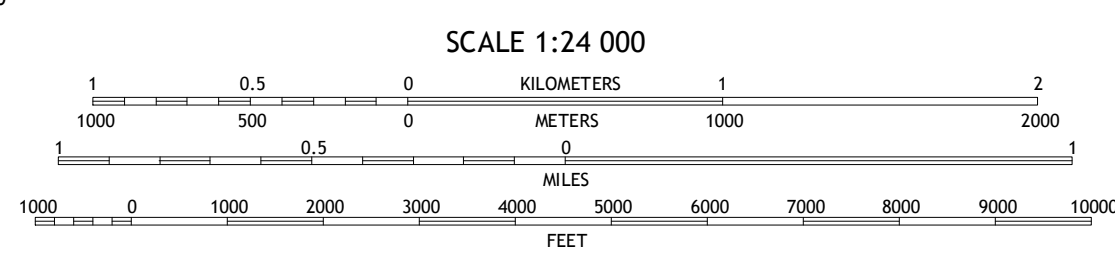 SCALE 1:24 000
1 0.5 0 KILOMETERS 1 2
1000 500 0 METERS 1000 2000
1 0.5 0 1
MILES
1000 0 1000 2000 3000 4000 5000 6000 7000 8000 9000 10000
FEET